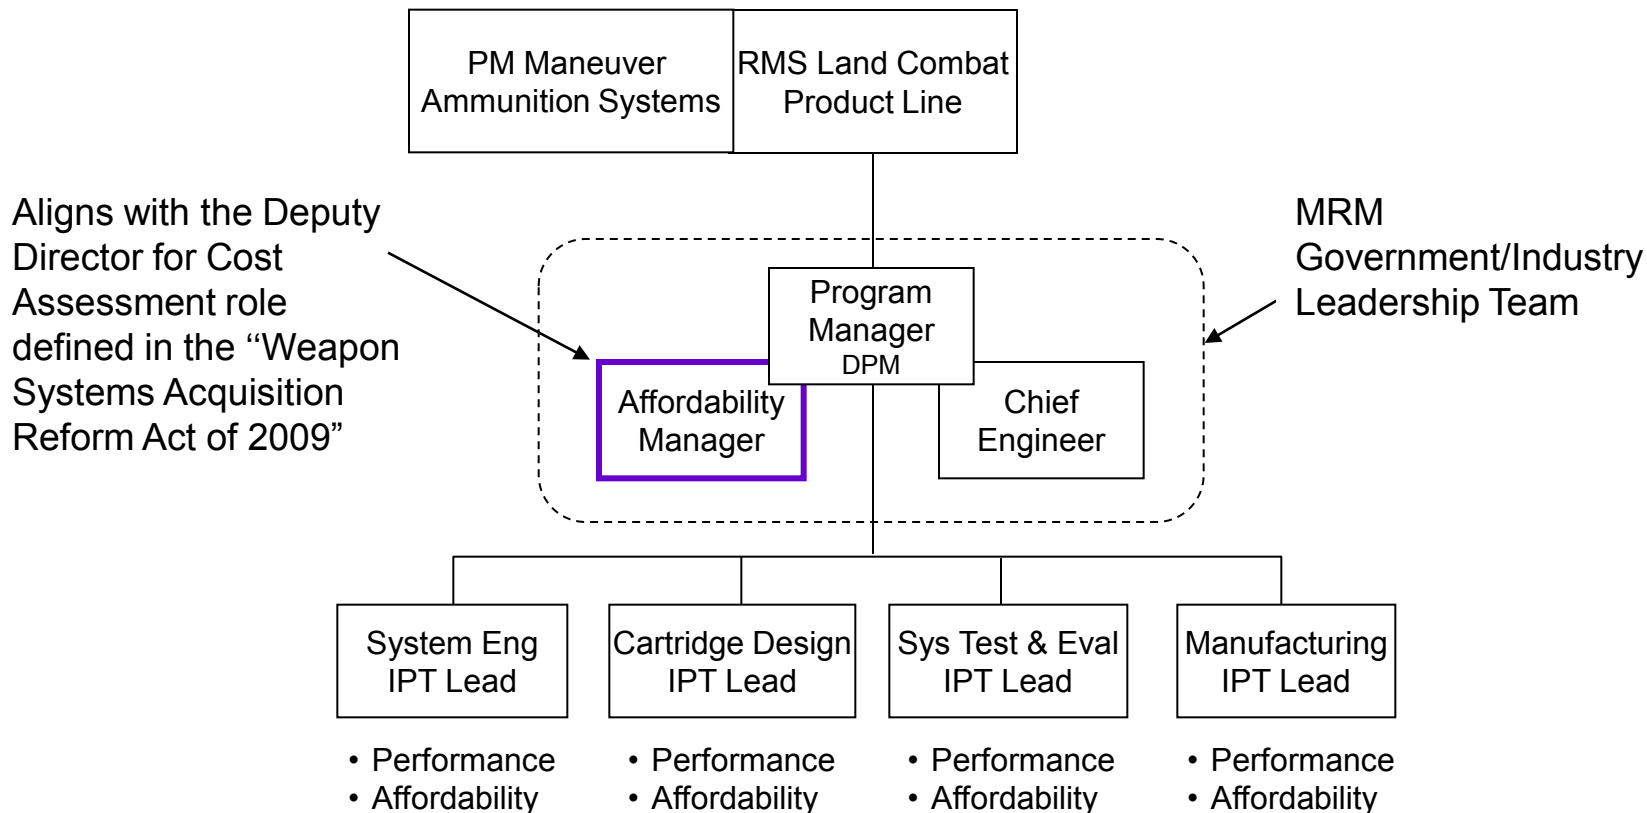 PM Maneuver
Ammunition Systems
RMS Land Combat
Product Line
Aligns with the Deputy
Director for Cost
Assessment role
defined in the ‘‘Weapon
Systems Acquisition
Reform Act of 2009”
MRM
Government/Industry
Leadership Team
Program
Manager
DPM
Affordability
Manager
Chief
Engineer
System Eng
IPT Lead
Cartridge Design
IPT Lead
Sys Test & Eval
IPT Lead
Manufacturing
IPT Lead
• Performance
• Affordability
• Performance
• Affordability
• Performance
• Affordability
• Performance
• Affordability